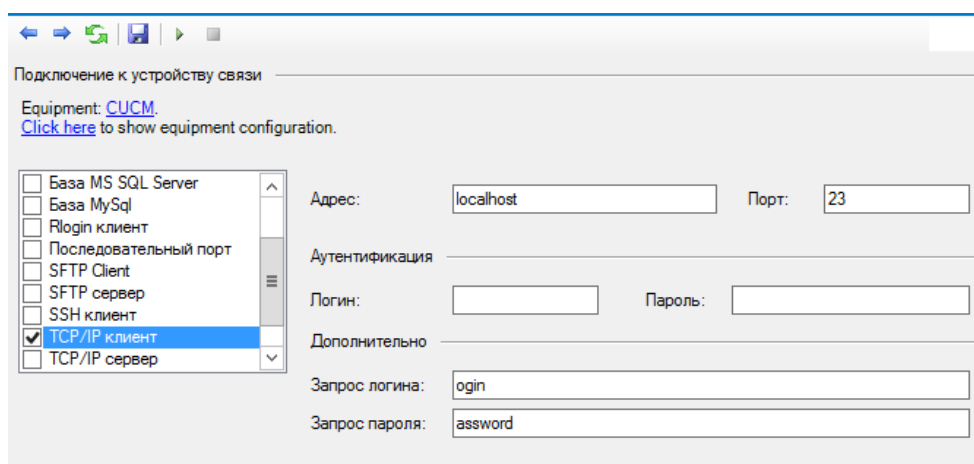 Подключение к устройству связи
Equipment: CUCM.
Click here to show equipment configuration.
База MS SQL Server
База MySql
Rlogin клиент
Последовательный порт
SFTP Client
SFTP сервер
SSH клиент
TCP/IP клиент
TCP/IP сервер
Адрес: localhost Порт: 23
Аутентификация
Логин: Пароль:
Дополнительно
Запрос логина: ogin
Запрос пароля: assword